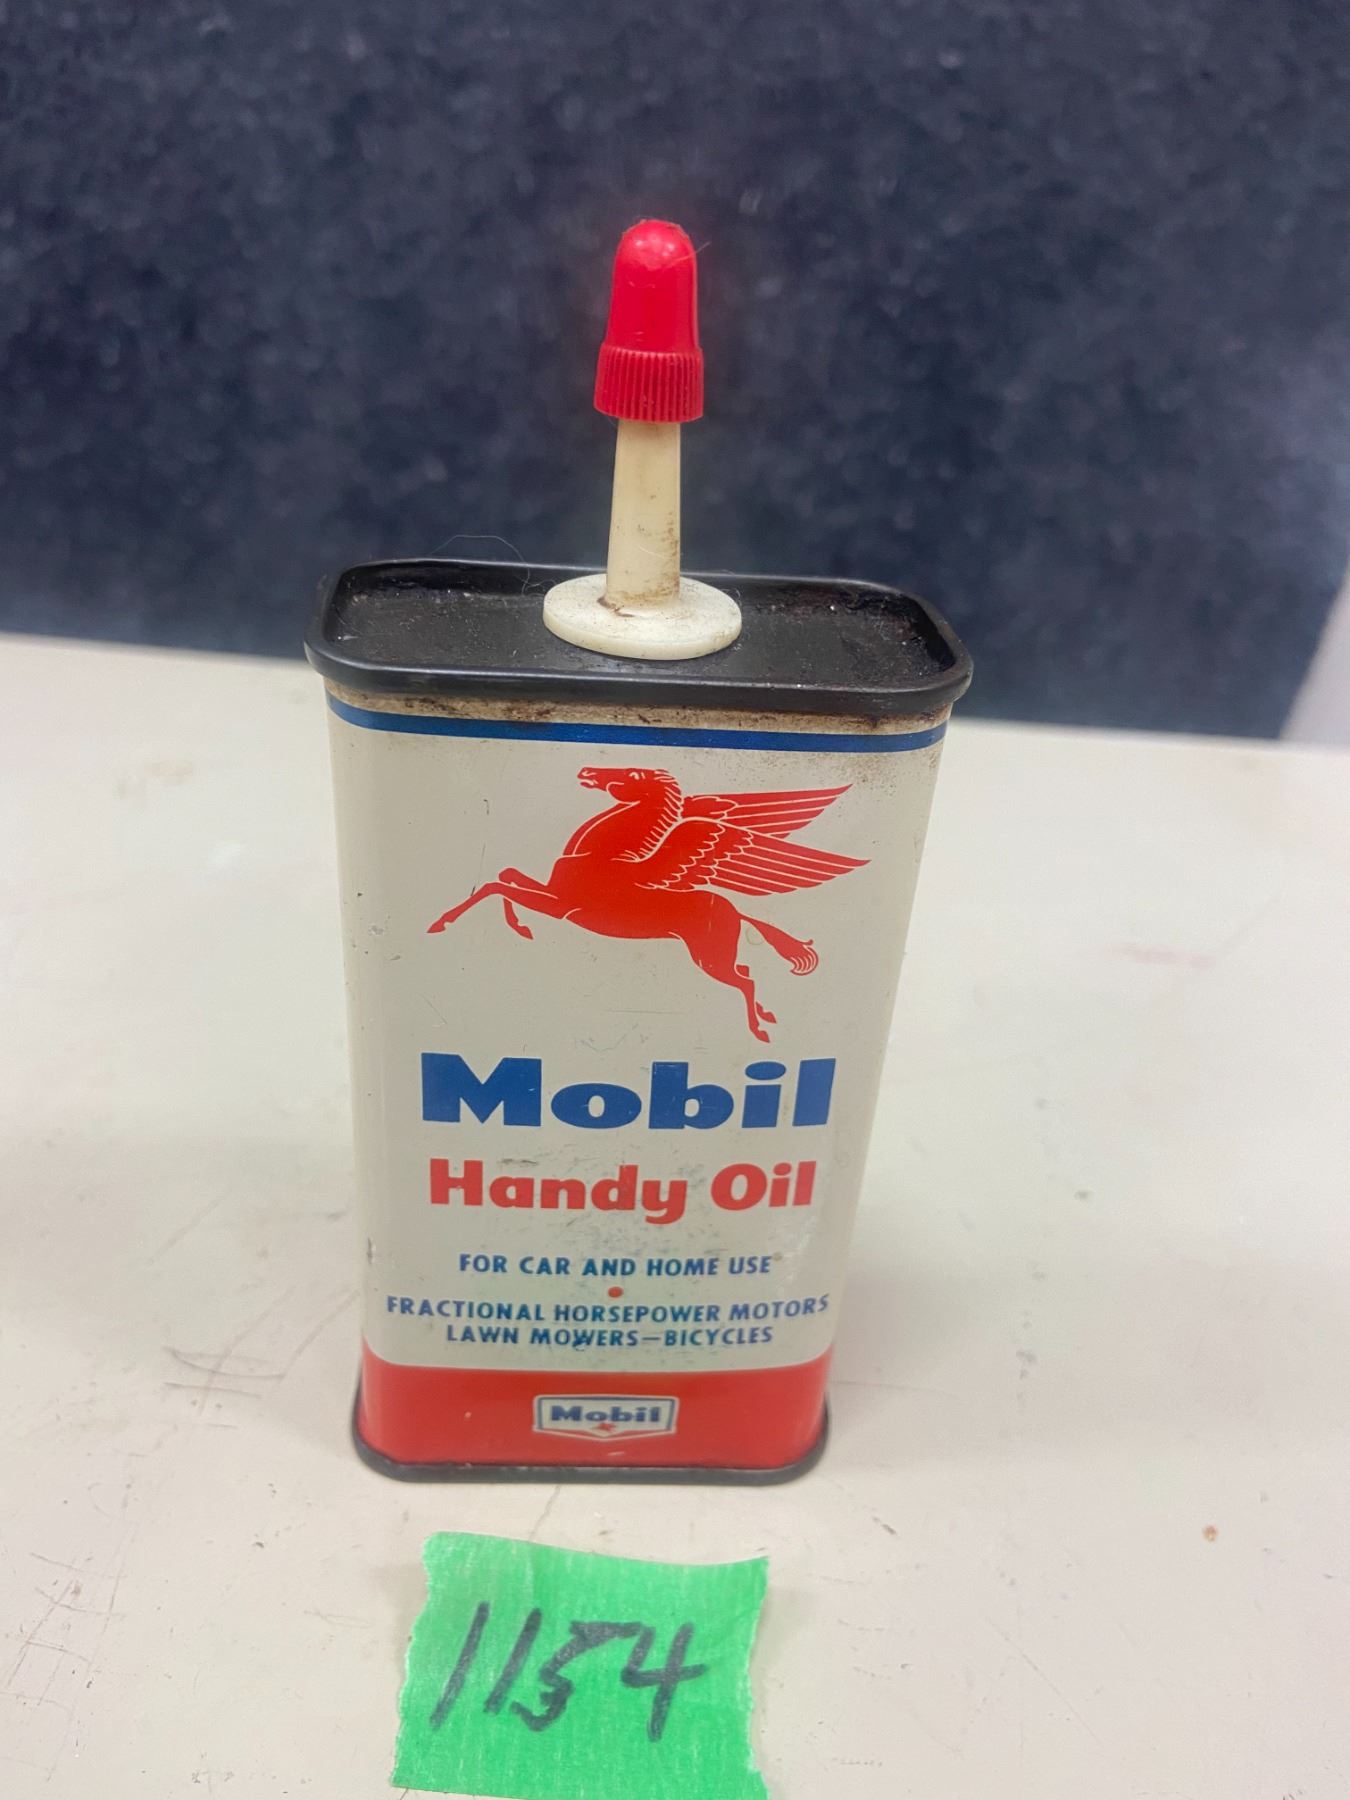 Mobil
Handy Oil
FOR CAR AND HOME USE
FRACTIONAL HORSEPOWER MOTORS
LAWN MOWERS—BICYCLES
Mobil
1154